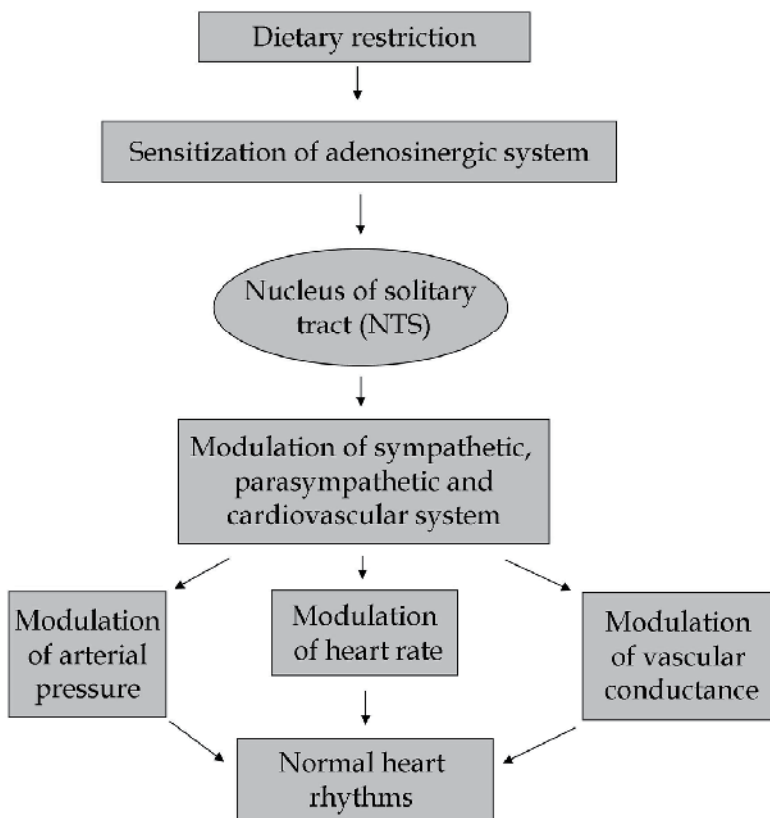 Dietary restriction
Sensitization of adenosinergic system
Nucleus of solitary
tract (NTS)
Modulation of sympathetic,
parasympathetic and
cardiovascular system
Modulation
of arterial
pressure
Modulation
of heart rate
Modulation
of vascular
conductance
Normal heart
rhythms